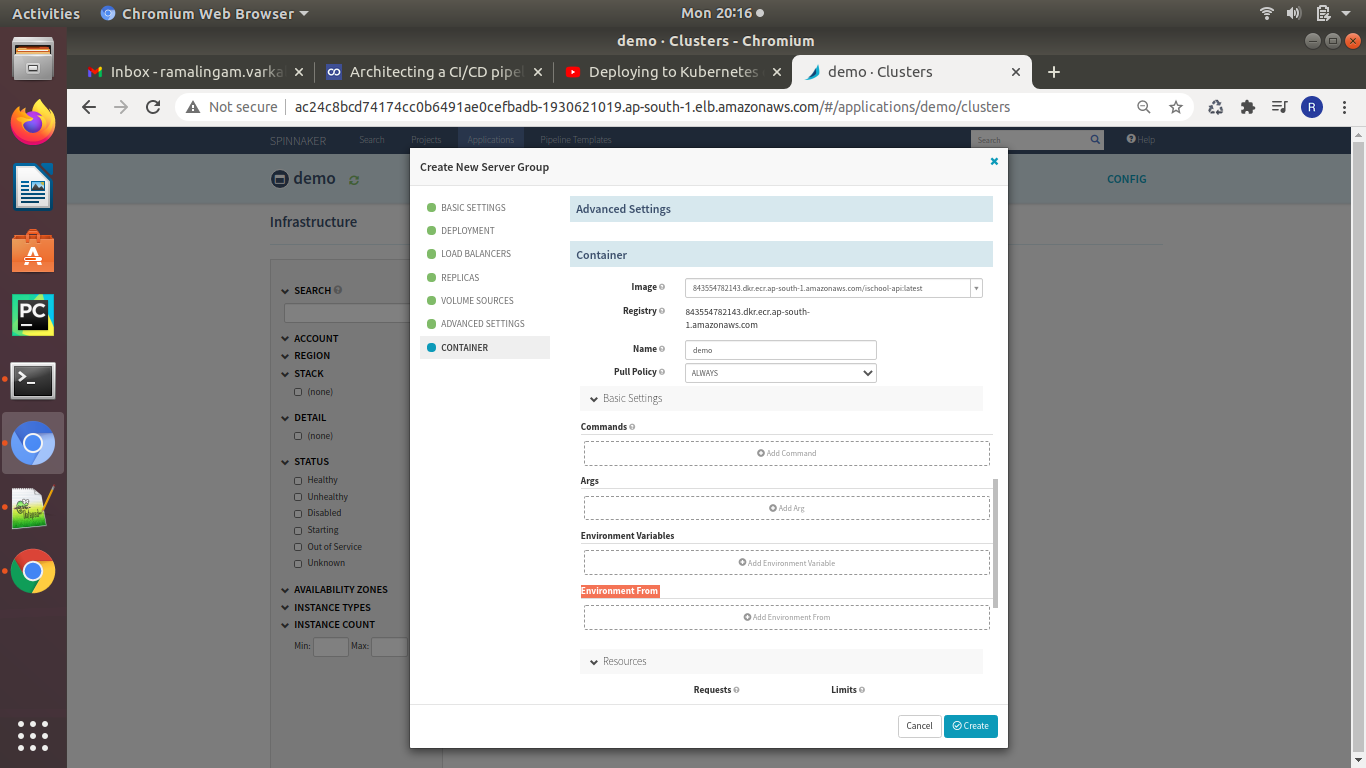 Activities Chromium Web Browser Mon 20:16
demo · Clusters - Chromium
Inbox - ramalingam.varka Architecting a CI/CD pipel Deploying to Kubernetes demo · Clusters
Not secure ac24c8bcd74174cc0b6491ae0cefbadb-1930621019.ap-south-1.elb.amazonaws.com/#/applications/demo/clusters R
SPINNAKER Search Projects Applications Pipeline Templates Search Help
demo CONFIG
Infrastructure
SEARCH
ACCOUNT
REGION
STACK
(none)
DETAIL
(none)
STATUS
Healthy
Unhealthy
Disabled
Starting
Out of Service
Unknown
AVAILABILITY ZONES
INSTANCE TYPES
INSTANCE COUNT
Min: Max:
Create New Server Group
BASIC SETTINGS
DEPLOYMENT
LOAD BALANCERS
REPLICAS
VOLUME SOURCES
ADVANCED SETTINGS
CONTAINER
Advanced Settings
Container
Image 843554782143.dkr.ecr.ap-south-1.amazonaws.com/ischool-api:latest
Registry 843554782143.dkr.ecr.ap-south-
1.amazonaws.com
Name demo
Pull Policy ALWAYS
Basic Settings
Commands
Add Command
Args
Add Arg
Environment Variables
Add Environment Variable
Environment From
Add Environment From
Resources
Requests Limits
Cancel Create